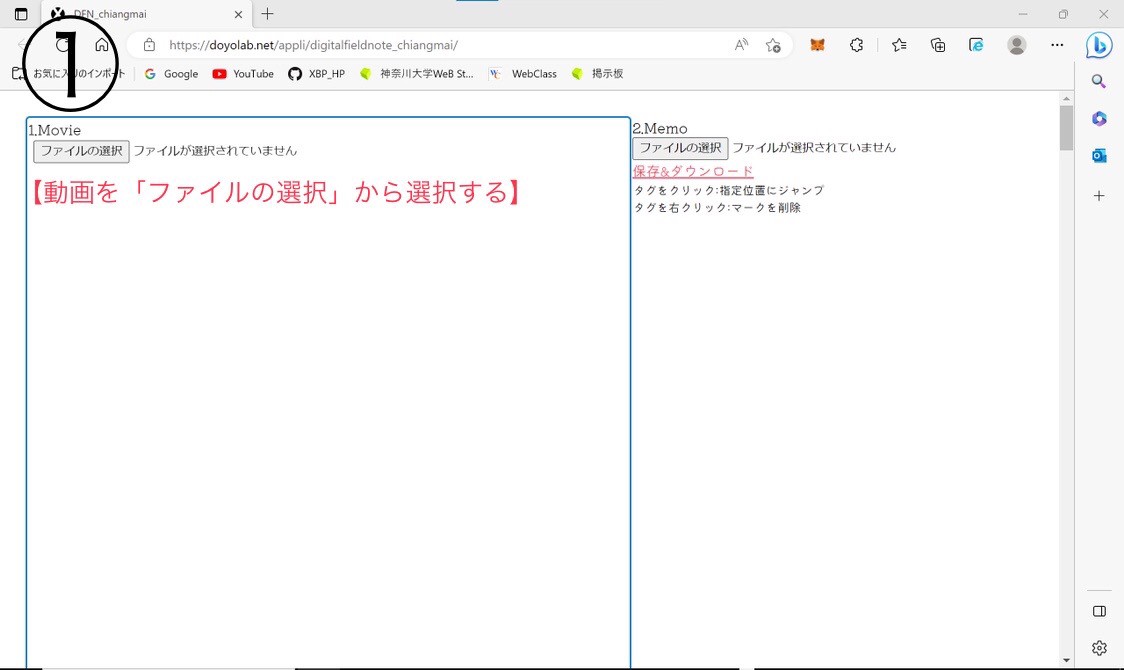 DFN_chiangmai
1
https://doyolab.net/appli/digitalfieldnote_chiangmai/
お気に入りのインポート Google YouTube XBP_HP 神奈川大学WeB St... WebClass 掲示板
1.Movie
ファイルの選択 ファイルが選択されていません
【動画を「ファイルの選択」から選択する】
2.Memo
ファイルの選択 ファイルが選択されていません
保存&ダウンロード
タグをクリック:指定位置にジャンプ
タグを右クリック:マークを削除